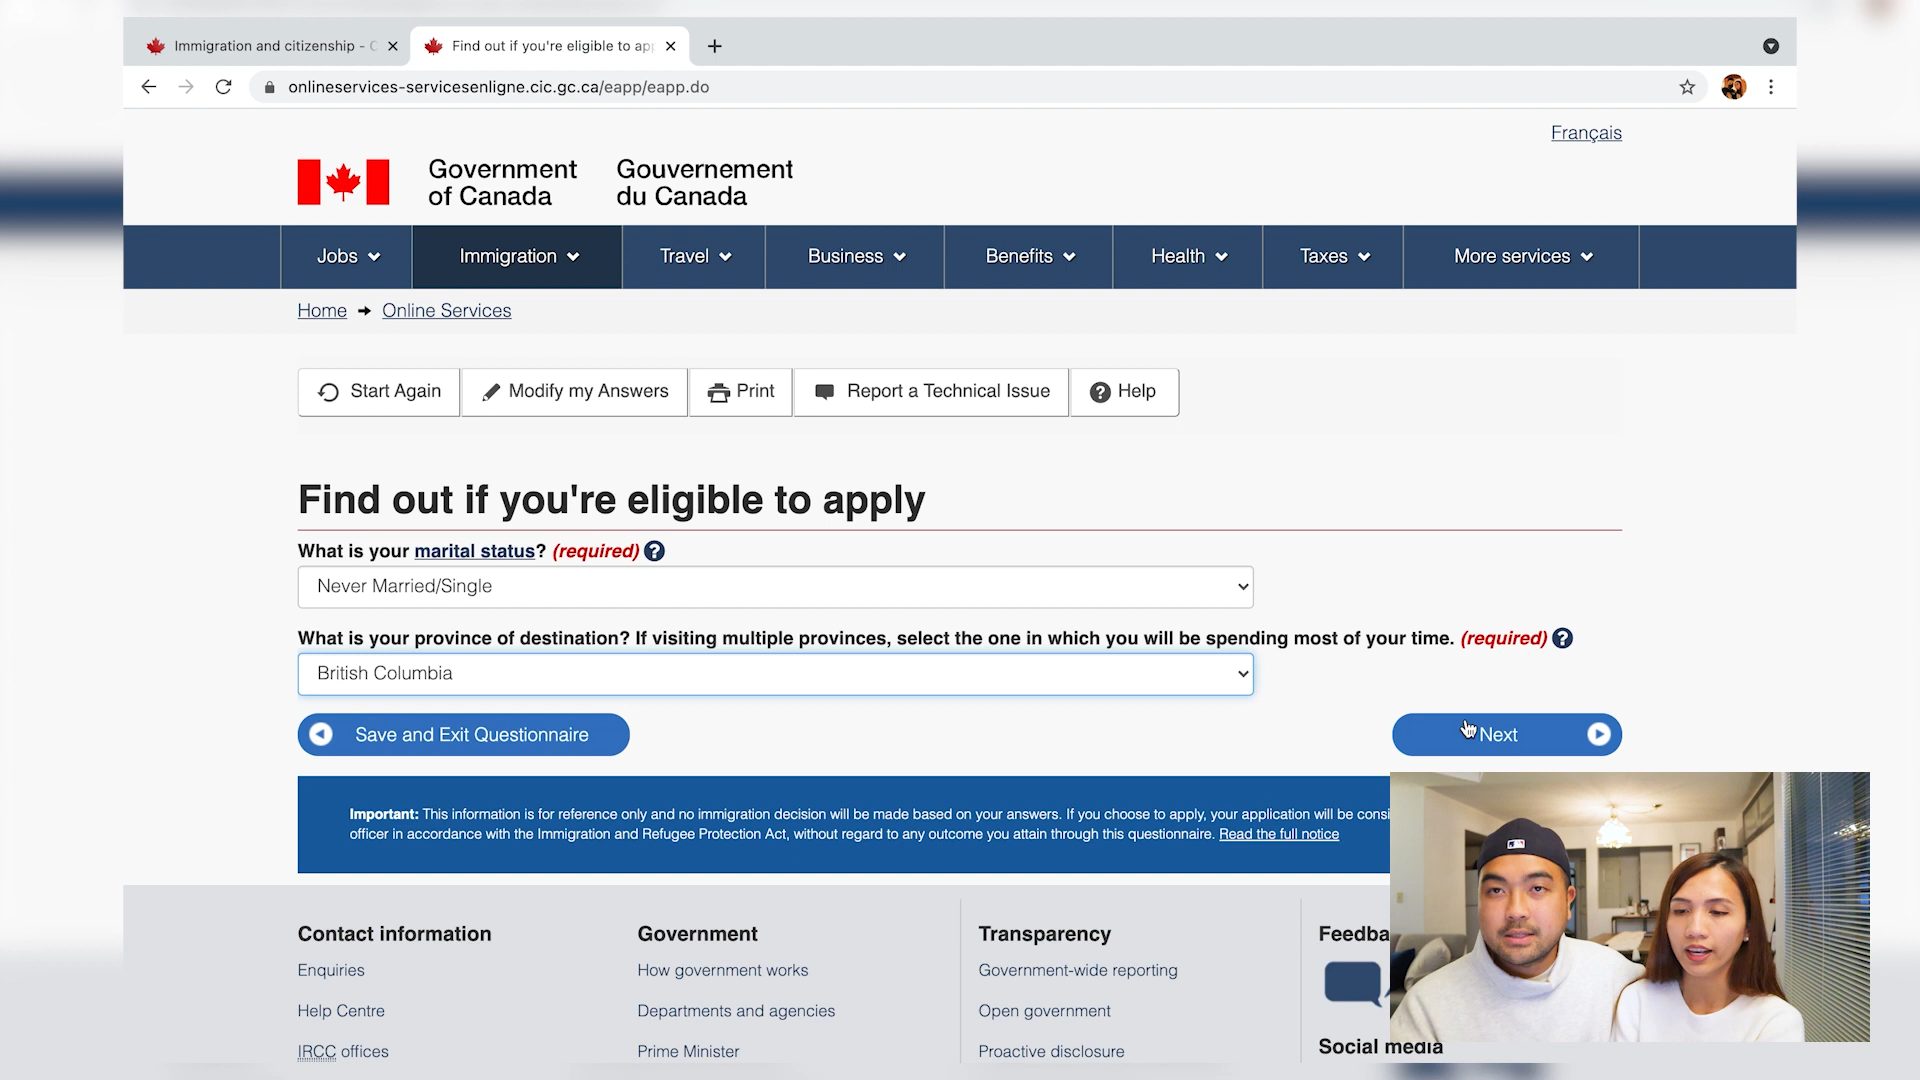 Immigration and citizenship - C
Find out if you're eligible to app
onlineservices-servicesenligne.cic.gc.ca/eapp/eapp.do
Français
Government of Canada
Gouvernement du Canada
Jobs
Immigration
Travel
Business
Benefits
Health
Taxes
More services
Home
Online Services
Start Again
Modify my Answers
Print
Report a Technical Issue
Help
Find out if you're eligible to apply
What is your marital status? (required)
Never Married/Single
What is your province of destination? If visiting multiple provinces, select the one in which you will be spending most of your time. (required)
British Columbia
Save and Exit Questionnaire
Next
Important: This information is for reference only and no immigration decision will be made based on your answers. If you choose to apply, your application will be consi
officer in accordance with the Immigration and Refugee Protection Act, without regard to any outcome you attain through this questionnaire. Read the full notice
Contact information
Enquiries
Help Centre
IRCC offices
Government
How government works
Departments and agencies
Prime Minister
Transparency
Government-wide reporting
Open government
Proactive disclosure
Feedba
Social media